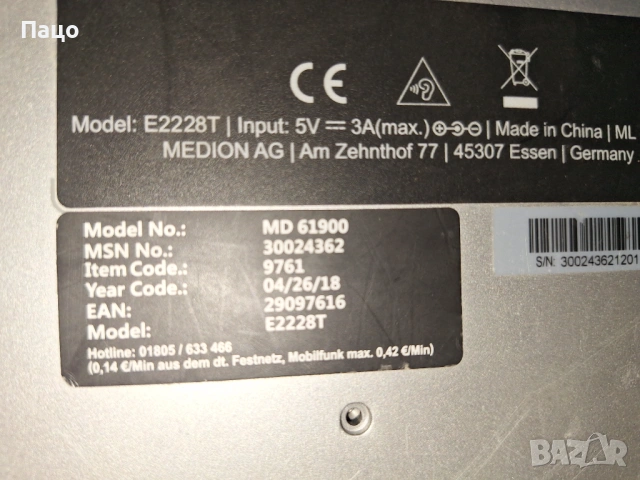 Пацо
CE
Model: E2228T | Input: 5V 3A(max.) | Made in China | ML
MEDION AG | Am Zehnthof 77 | 45307 Essen | Germany
Model No.: MD 61900
MSN No.: 30024362
Item Code.: 9761
Year Code.: 04/26/18
EAN: 29097616
Model: E2228T
Hotline: 01805 / 633 466
(0,14 €/Min aus dem dt. Festnetz, Mobilfunk max. 0,42 €/Min)
S/N: 300243621201
BAZAR